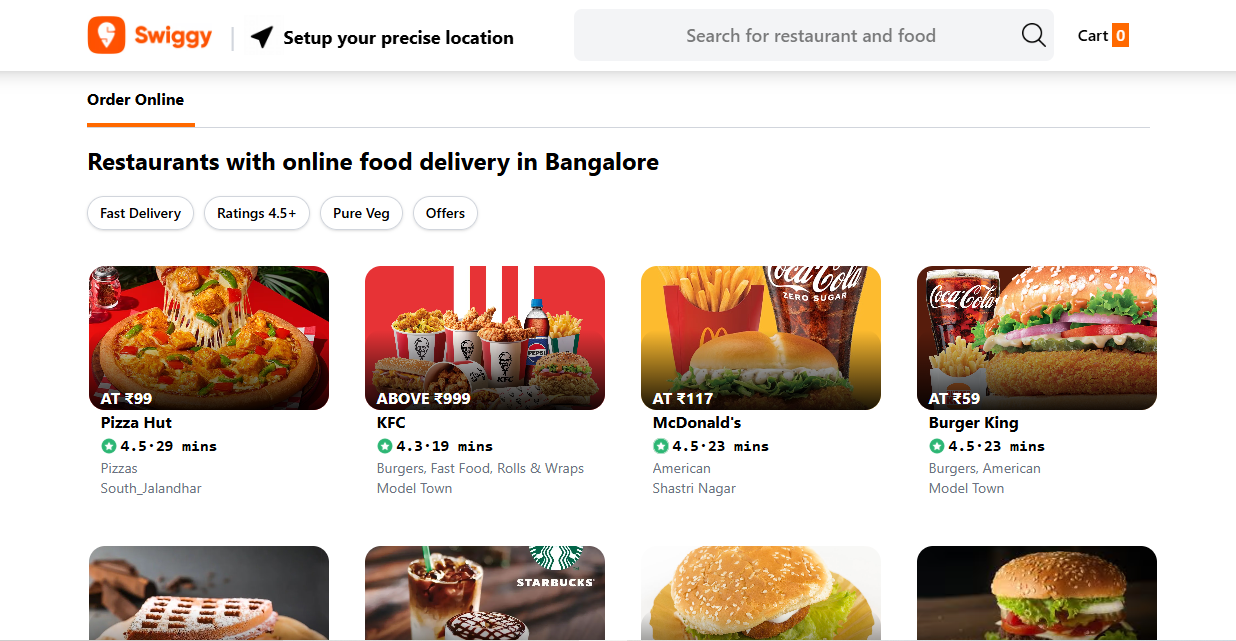 Swiggy
Setup your precise location
Search for restaurant and food
Cart 0
Order Online
Restaurants with online food delivery in Bangalore
Fast Delivery
Ratings 4.5+
Pure Veg
Offers
Coca-Cola
ZERO SUGAR
Coca-Cola
KFC
PEPSI
AT ₹99
ABOVE ₹999
AT ₹117
AT ₹59
Pizza Hut
KFC
McDonald's
Burger King
4.5·29 mins
4.3·19 mins
4.5·23 mins
4.5·23 mins
Pizzas
Burgers, Fast Food, Rolls & Wraps
American
Burgers, American
South_Jalandhar
Model Town
Shastri Nagar
Model Town
STARBUCKS